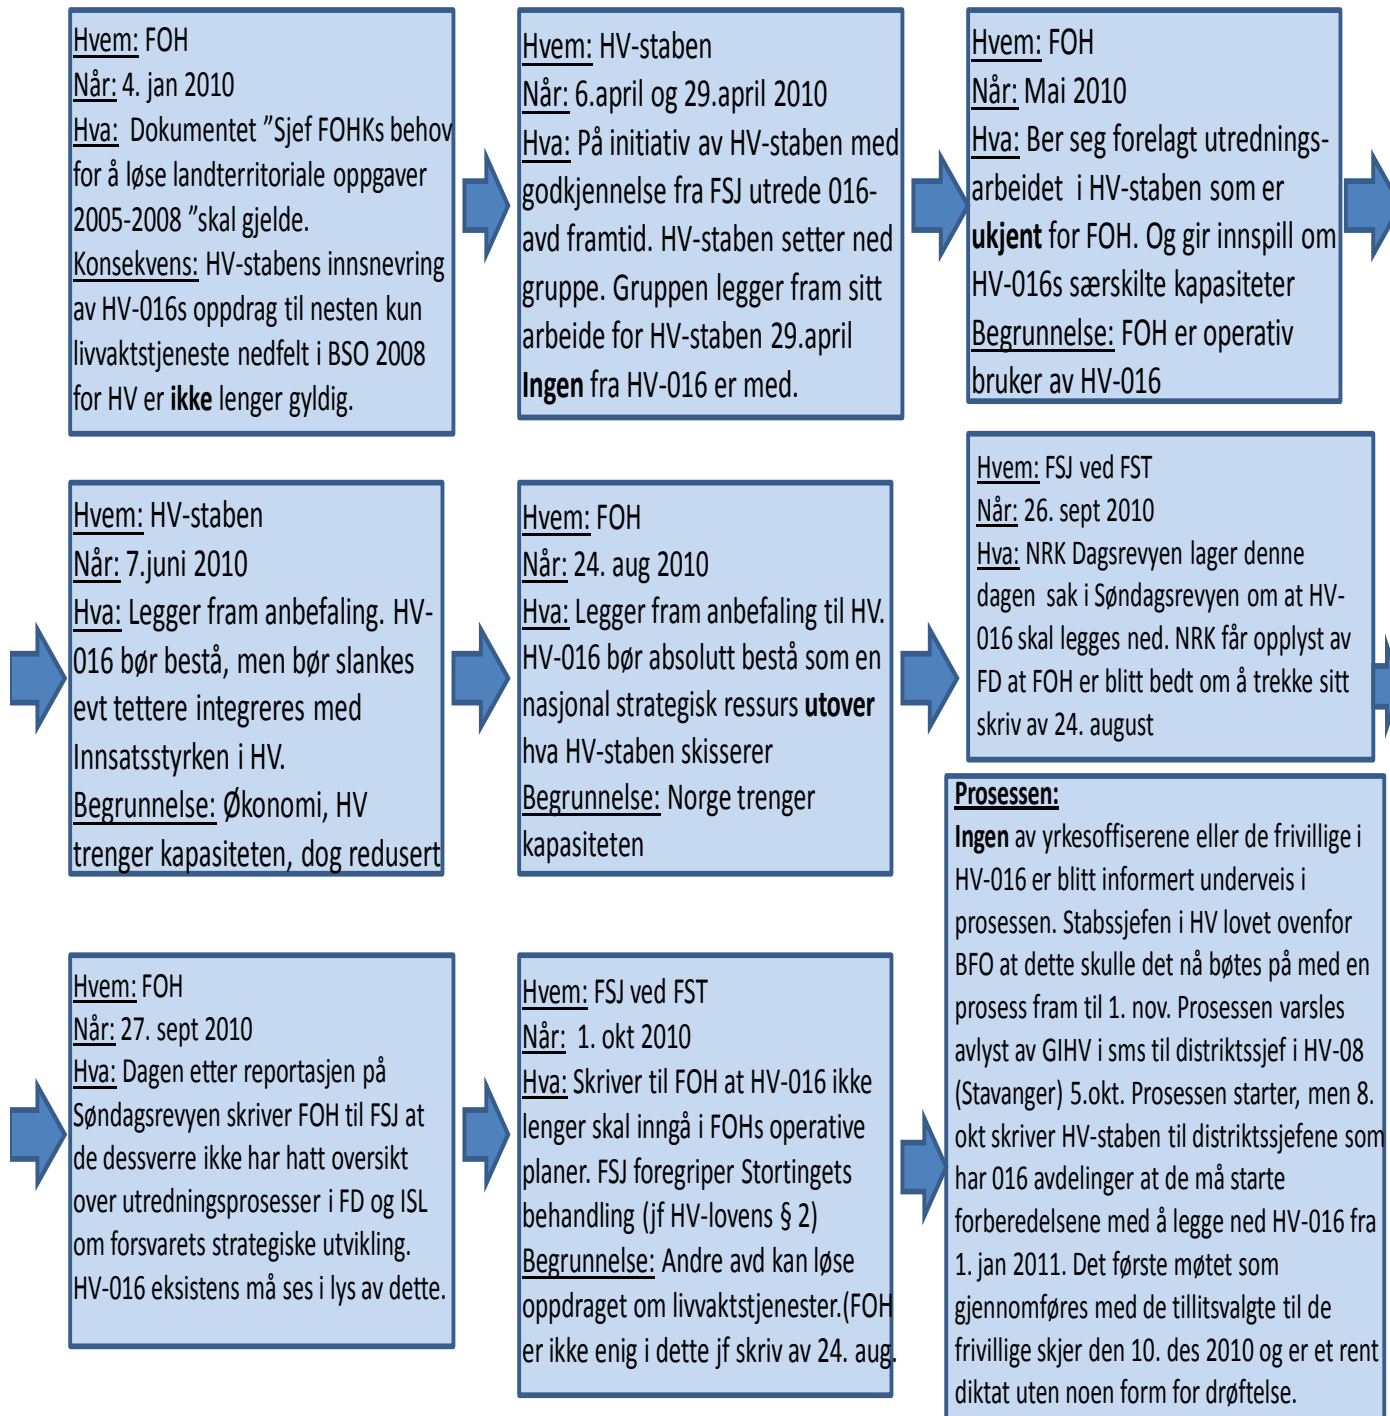 Hvem: FOH
Når: 4. jan 2010
Hva:  Dokumentet ”Sjef FOHKs behov
for å løse landterritoriale oppgaver
2005-2008 ”skal gjelde.
Konsekvens: HV-stabens innsnevring
av HV-016s oppdrag til nesten kun
livvaktstjeneste nedfelt i BSO 2008
for HV er ikke lenger gyldig.
Hvem: HV-staben
Når: 6.april og 29.april 2010
Hva: På initiativ av HV-staben med
godkjennelse fra FSJ utrede 016-
avd framtid. HV-staben setter ned
gruppe. Gruppen legger fram sitt
arbeide for HV-staben 29.april
Ingen fra HV-016 er med.
Hvem: FOH
Når: Mai 2010
Hva: Ber seg forelagt utrednings-
arbeidet  i HV-staben som er
ukjent for FOH. Og gir innspill om
HV-016s særskilte kapasiteter
Begrunnelse: FOH er operativ
bruker av HV-016
Hvem: HV-staben
Når: 7.juni 2010
Hva: Legger fram anbefaling. HV-
016 bør bestå, men bør slankes
evt tettere integreres med
Innsatsstyrken i HV.
Begrunnelse: Økonomi, HV
trenger kapasiteten, dog redusert
Hvem: FOH
Når: 24. aug 2010
Hva: Legger fram anbefaling til HV.
HV-016 bør absolutt bestå som en
nasjonal strategisk ressurs utover
hva HV-staben skisserer
Begrunnelse: Norge trenger
kapasiteten
Hvem: FSJ ved FST
Når: 26. sept 2010
Hva: NRK Dagsrevyen lager denne
dagen  sak i Søndagsrevyen om at HV-
016 skal legges ned. NRK får opplyst av
FD at FOH er blitt bedt om å trekke sitt
skriv av 24. august
Hvem: FOH
Når: 27. sept 2010
Hva: Dagen etter reportasjen på
Søndagsrevyen skriver FOH til FSJ at
de dessverre ikke har hatt oversikt
over utredningsprosesser i FD og ISL
om forsvarets strategiske utvikling.
HV-016 eksistens må ses i lys av dette.
Hvem: FSJ ved FST
Når:  1. okt 2010
Hva: Skriver til FOH at HV-016 ikke
lenger skal inngå i FOHs operative
planer. FSJ foregriper Stortingets
behandling (jf HV-lovens § 2)
Begrunnelse: Andre avd kan løse
oppdraget om livvaktstjenester.(FOH
er ikke enig i dette jf skriv av 24. aug.
Prosessen:
Ingen av yrkesoffiserene eller de frivillige i
HV-016 er blitt informert underveis i
prosessen. Stabssjefen i HV lovet ovenfor
BFO at dette skulle det nå bøtes på med en
prosess fram til 1. nov. Prosessen varsles
avlyst av GIHV i sms til distriktssjef i HV-08
(Stavanger) 5.okt. Prosessen starter, men 8.
okt skriver HV-staben til distriktssjefene som
har 016 avdelinger at de må starte
forberedelsene med å legge ned HV-016 fra
1. jan 2011. Det første møtet som
gjennomføres med de tillitsvalgte til de
frivillige skjer den 10. des 2010 og er et rent
diktat uten noen form for drøftelse.